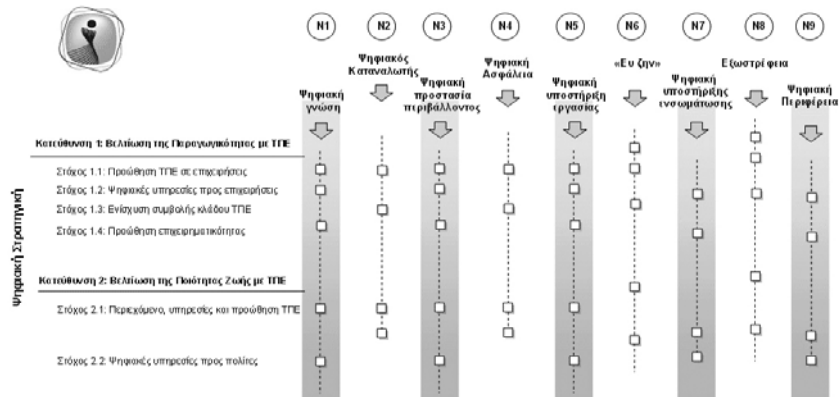 N1 N2 N3 N4 N5 N6 N7 N8 N9
Ψηφιακή
γνώση
Ψηφιακός
Καταναλωτής
Ψηφιακή
προστασία
περιβάλλοντος
Ψηφιακή
Ασφάλεια
Ψηφιακή
υποστήριξη
εργασίας
«Ευ ζην»
Ψηφιακή
υποστήριξης
ενσωμάτωσης
Εξωστρέφεια
Ψηφιακή
Περιφέρεια
Ψηφιακή Στρατηγική
Κατεύθυνση 1: Βελτίωση της Παραγωγικότητας με ΤΠΕ
Στόχος 1.1: Προώθηση ΤΠΕ σε επιχειρήσεις
Στόχος 1.2: Ψηφιακές υπηρεσίες προς επιχειρήσεις
Στόχος 1.3: Ενίσχυση συμβολής κλάδου ΤΠΕ
Στόχος 1.4: Προώθηση επιχειρηματικότητας
Κατεύθυνση 2: Βελτίωση της Ποιότητας Ζωής με ΤΠΕ
Στόχος 2.1: Περιεχόμενο, υπηρεσίες και προώθηση ΤΠΕ
Στόχος 2.2: Ψηφιακές υπηρεσίες προς πολίτες